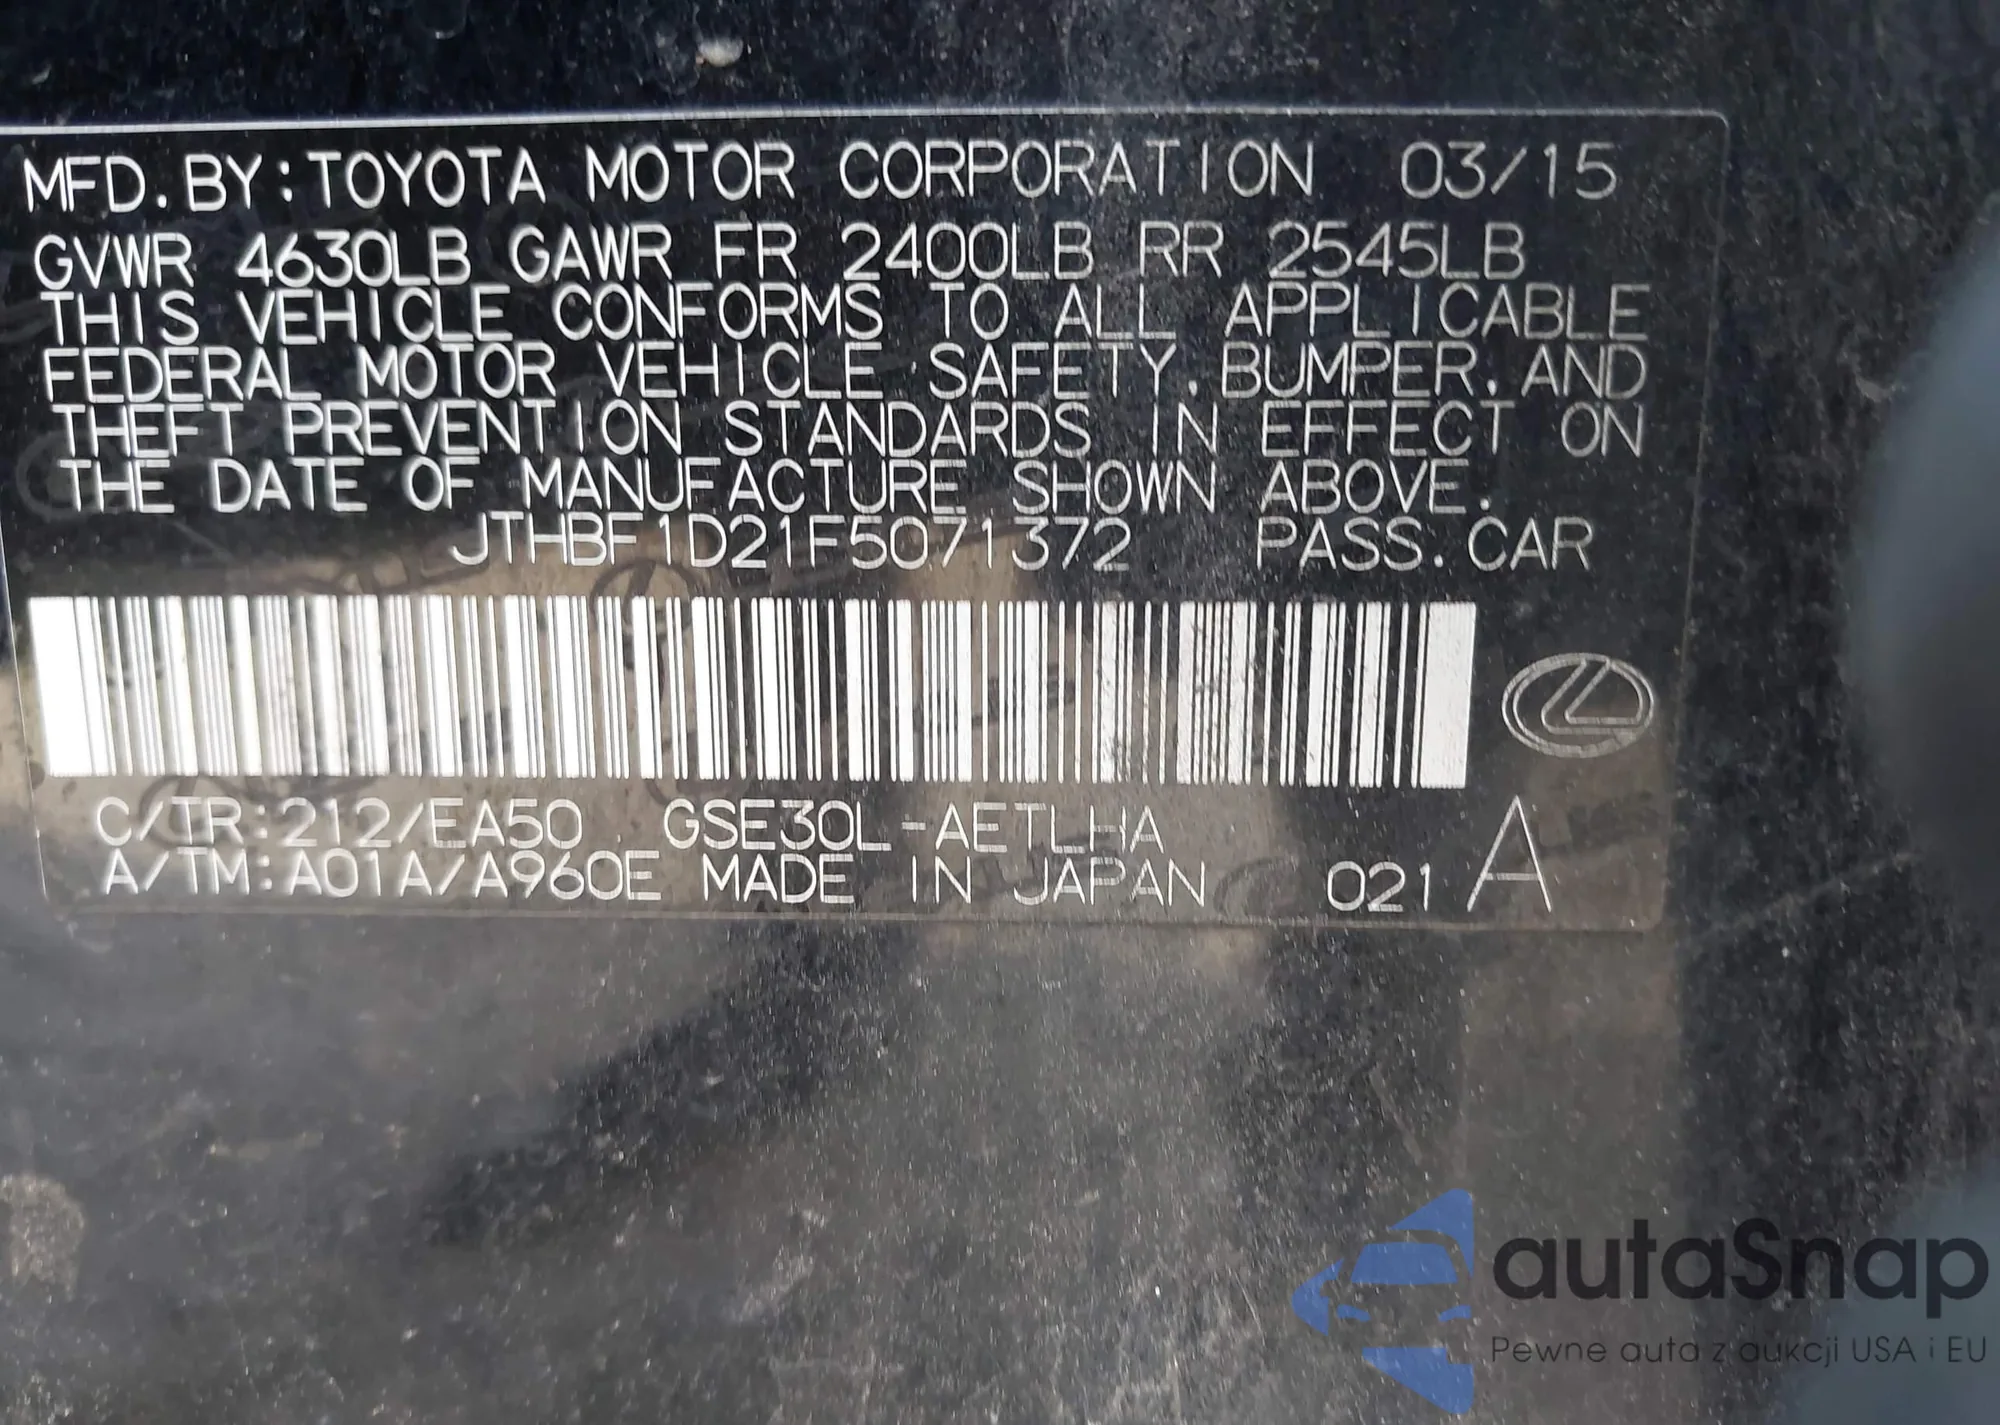 MFD.BY:TOYOTA MOTOR CORPORATION 03/15
GVWR 4630LB GAWR FR 2400LB RR 2545LB
THIS VEHICLE CONFORMS TO ALL APPLICABLE
FEDERAL MOTOR VEHICLE SAFETY, BUMPER, AND
THEFT PREVENTION STANDARDS IN EFFECT ON
THE DATE OF MANUFACTURE SHOWN ABOVE.
JTHBF1D21F5071372 PASS.CAR
C/TR:212/EA50 GSE30L-AETLHA
A/TM:A01A/A960E MADE IN JAPAN 021 A
autaSnap
Pewne auta z aukcji USA i EU